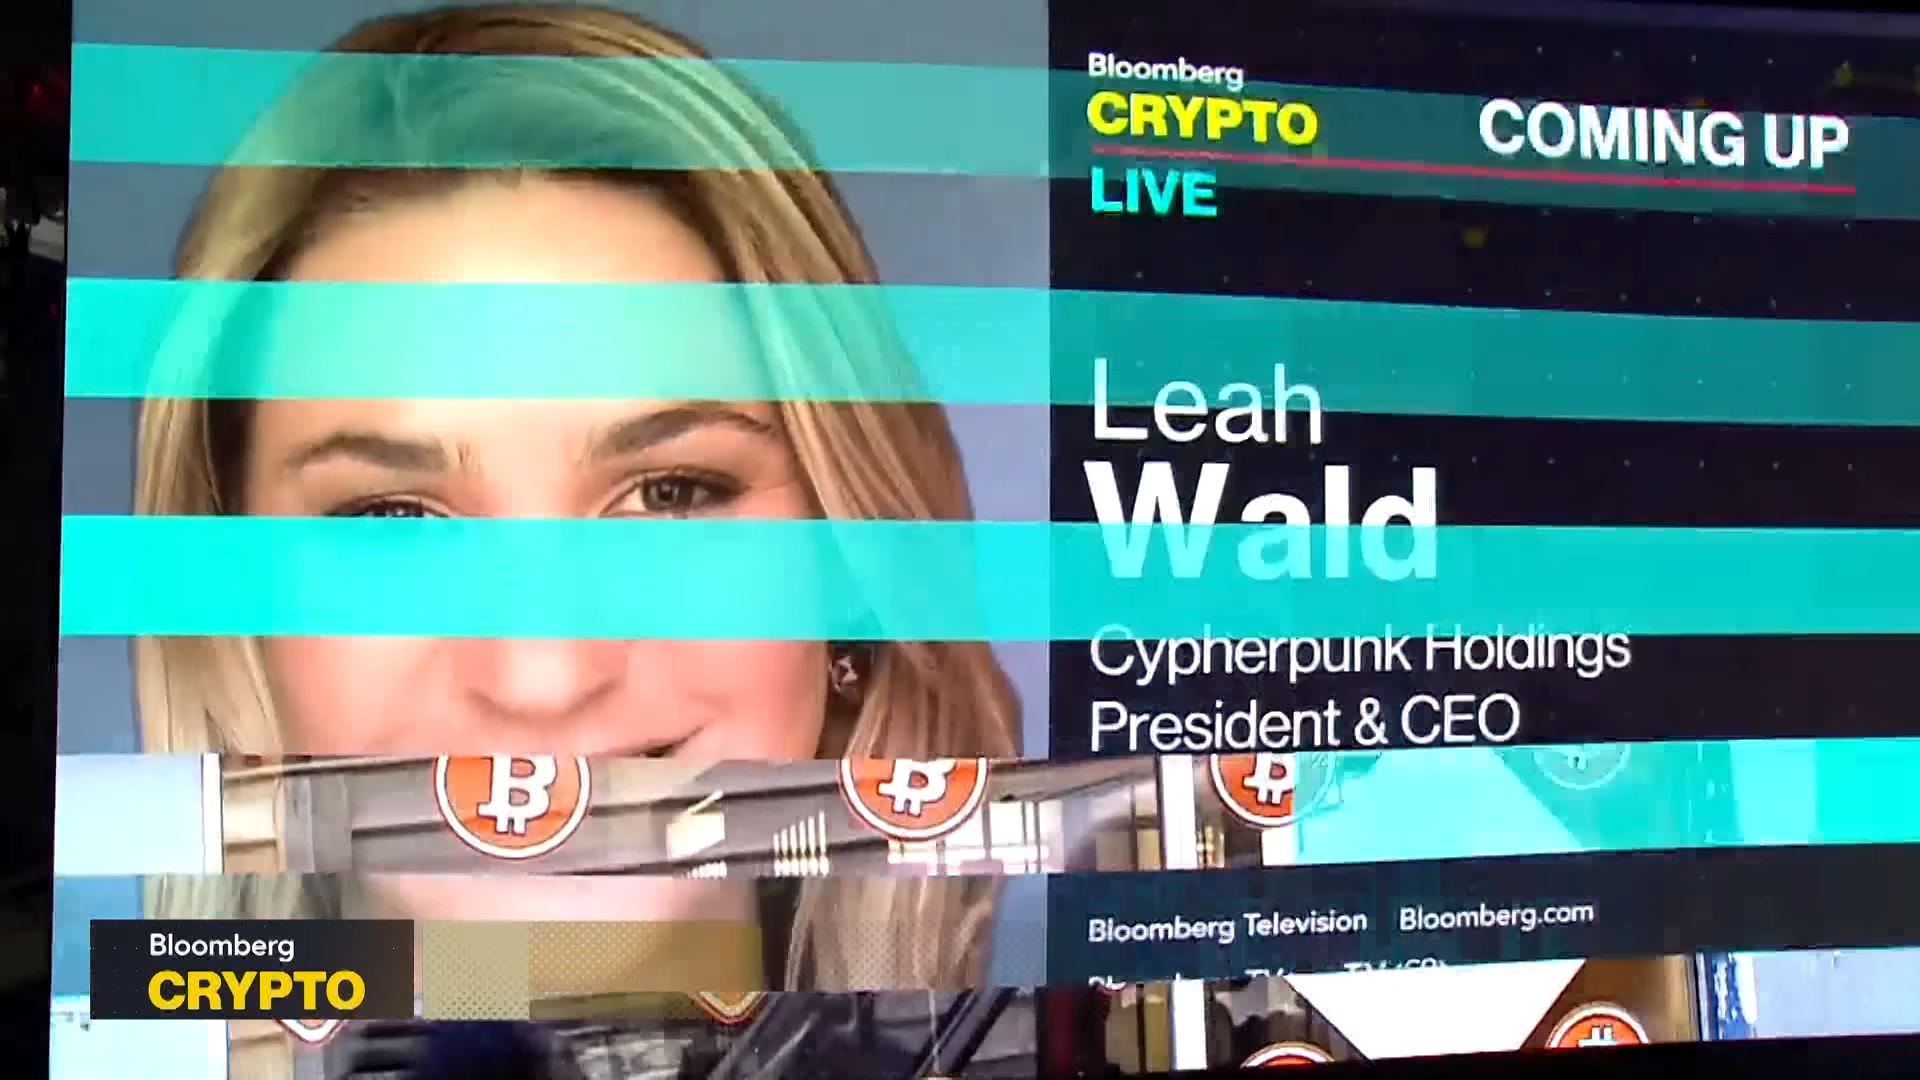 Bloomberg
CRYPTO
LIVE
COMING UP
Leah
Wald
Cypherpunk Holdings
President & CEO
Bloomberg Television Bloomberg.com
Bloomberg
CRYPTO